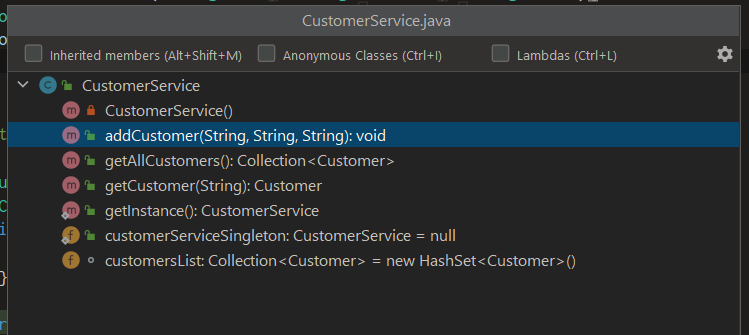 CustomerService.java
Inherited members (Alt+Shift+M) Anonymous Classes (Ctrl+I) Lambdas (Ctrl+L)
CustomerService
CustomerService()
addCustomer(String, String, String): void
getAllCustomers(): Collection<Customer>
getCustomer(String): Customer
getInstance(): CustomerService
customerServiceSingleton: CustomerService = null
customersList: Collection<Customer> = new HashSet<Customer>()